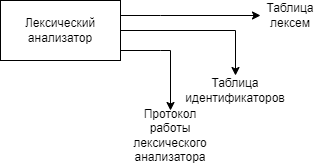 Лексический
анализатор
Таблица
лексем
Таблица
идентификаторов
Протокол
работы
лексического
анализатора